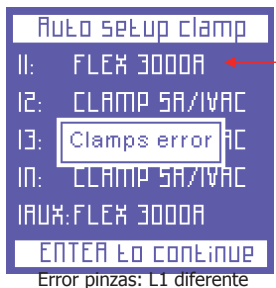 Auto setup clamp
I1: FLEX 3000A
I2: CLAMP 5A/1VAC
I3: AC
Clamps error
In: CLAMP 5A/1VAC
IAUX:FLEX 3000A
ENTER to continue
Error pinzas: L1 diferente